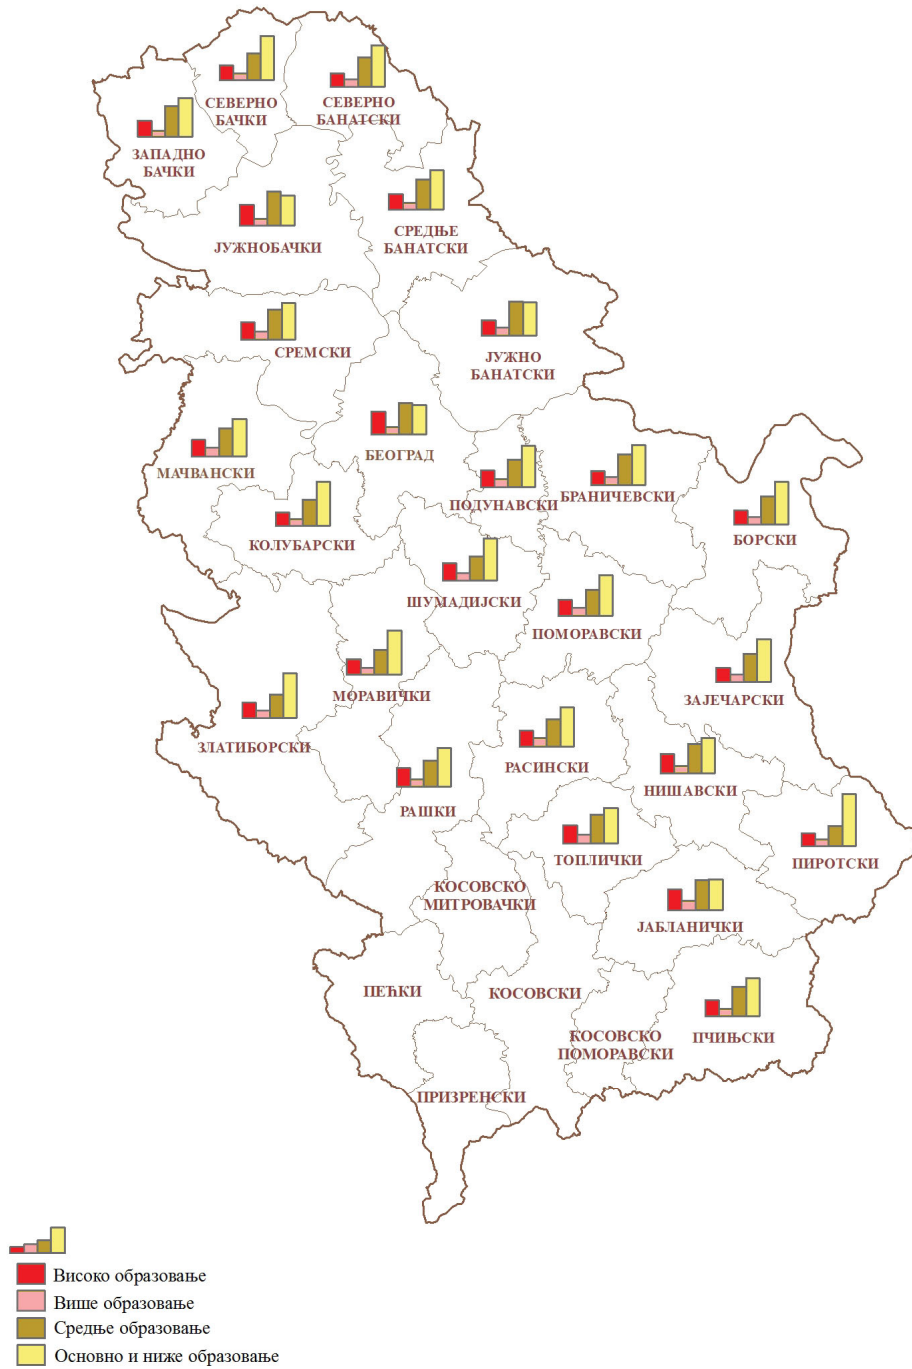 СЕВЕРНО
БАЧКИ
СЕВЕРНО
БАНАТСКИ
ЗАПАДНО
БАЧКИ
ЈУЖНОБАЧКИ
СРЕДЊЕ
БАНАТСКИ
СРЕМСКИ
ЈУЖНО
БАНАТСКИ
БЕОГРАД
МАЧВАНСКИ
ПОДУНАВСКИ
БРАНИЧЕВСКИ
КОЛУБАРСКИ
БОРСКИ
ШУМАДИЈСКИ
ПОМОРАВСКИ
МОРАВИЧКИ
ЗАЈЕЧАРСКИ
ЗЛАТИБОРСКИ
РАСИНСКИ
НИШАВСКИ
РАШКИ
ТОПЛИЧКИ
ПИРОТСКИ
КОСОВСКО
МИТРОВАЧКИ
ЈАБЛАНИЧКИ
ПЕЋКИ
КОСОВСКИ
КОСОВСКО
ПОМОРАВСКИ
ПЧИЊСКИ
ПРИЗРЕНСКИ
Високо образовање
Више образовање
Средње образовање
Основно и ниже образовање